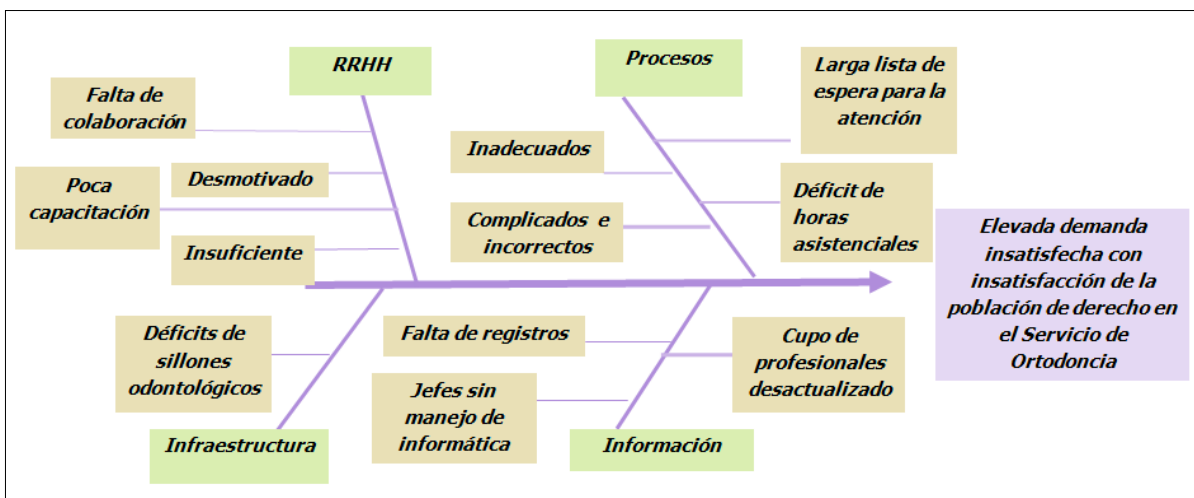 RRHH
Falta de
colaboración
Desmotivado
Poca
capacitación
Insuficiente
Procesos
Larga lista de
espera para la
atención
Inadecuados
Déficit de
horas
asistenciales
Complicados e
incorrectos
Elevada demanda
insatisfecha con
insatisfacción de la
población de derecho en
el Servicio de
Ortodoncia
Déficits de
sillones
odontológicos
Infraestructura
Falta de registros
Cupo de
profesionales
desactualizado
Jefes sin
manejo de
informática
Información